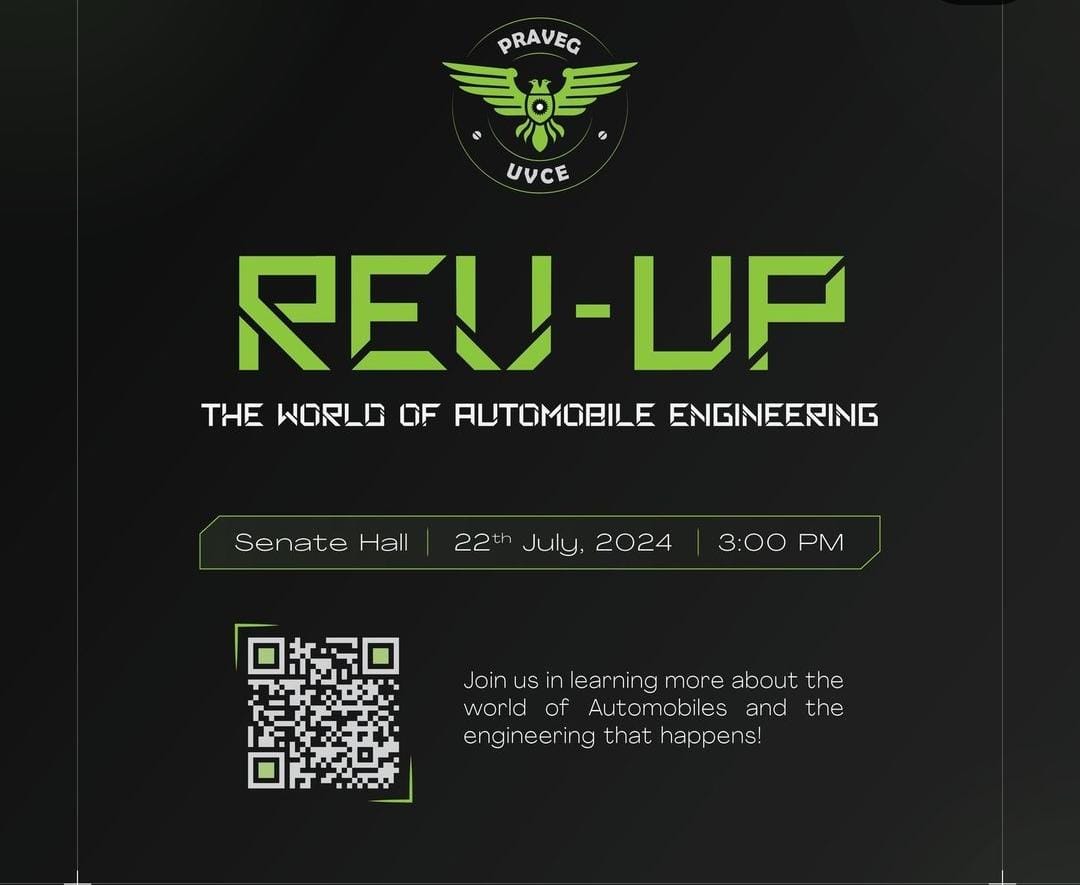 PRAVEG
UVCE
REV-UP
THE WORLD OF AUTOMOBILE ENGINEERING
Senate Hall | 22th July, 2024 | 3:00 PM
Join us in learning more about the
world of Automobiles and the
engineering that happens!